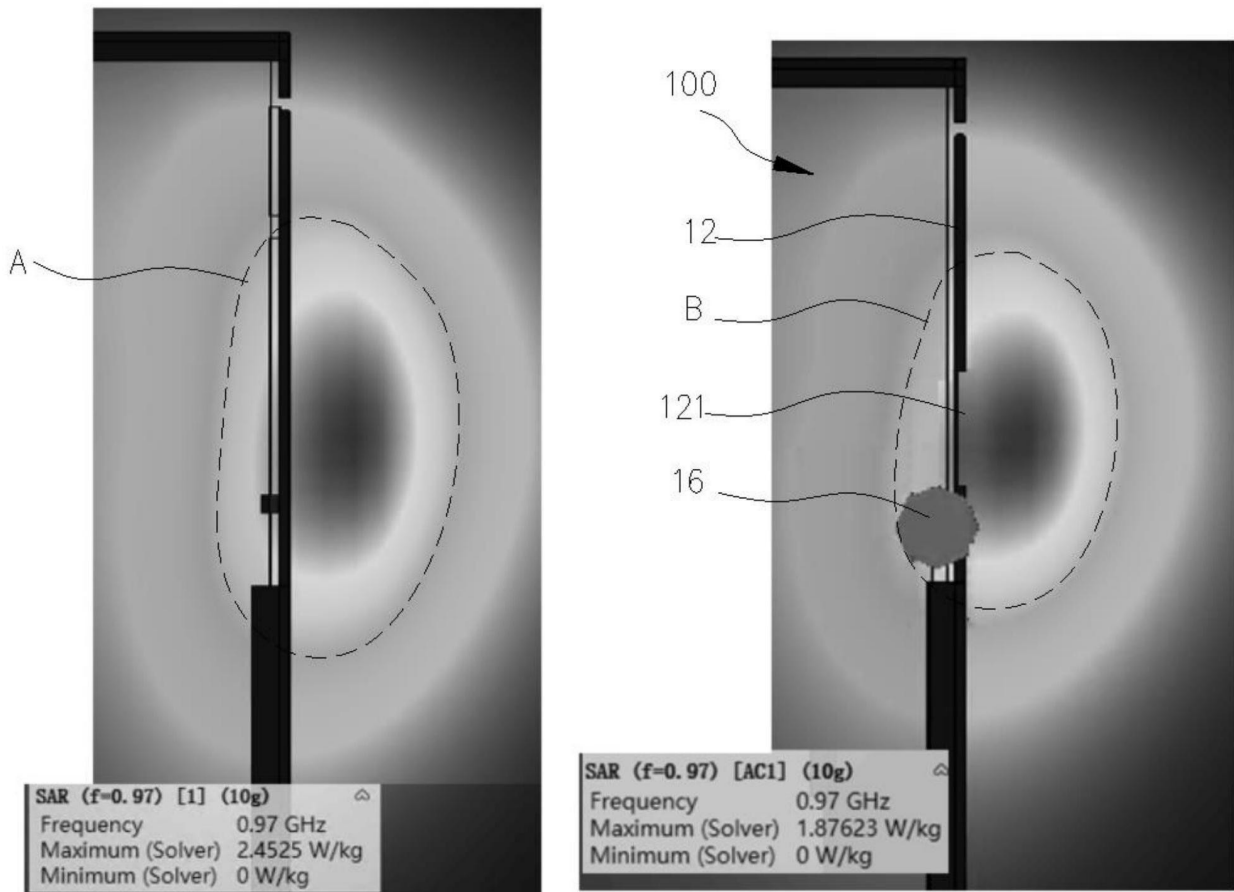 A
SAR (f=0.97) [1] (10g)
Frequency 0.97 GHz
Maximum (Solver) 2.4525 W/kg
Minimum (Solver) 0 W/kg
100
12
B
121
16
SAR (f=0.97) [AC1] (10g)
Frequency 0.97 GHz
Maximum (Solver) 1.87623 W/kg
Minimum (Solver) 0 W/kg